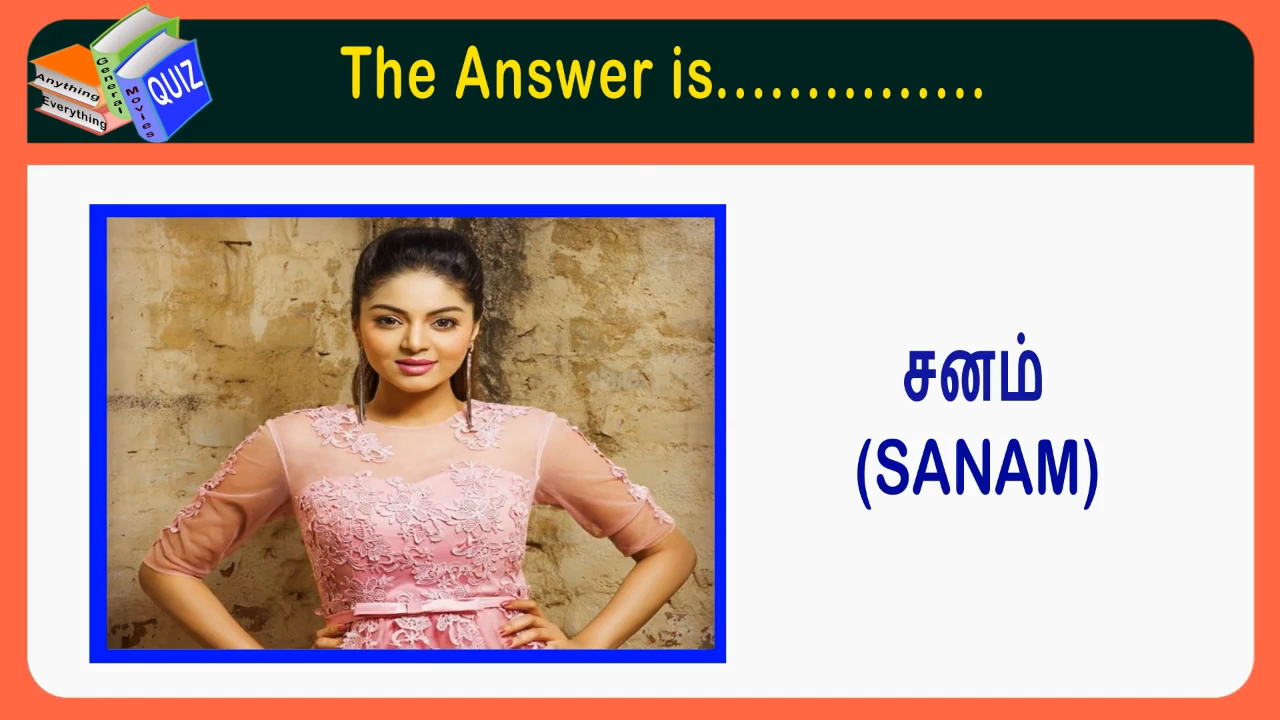 The Answer is...............
Anything
Everything
General
Movies
QUIZ
சனம்
(SANAM)